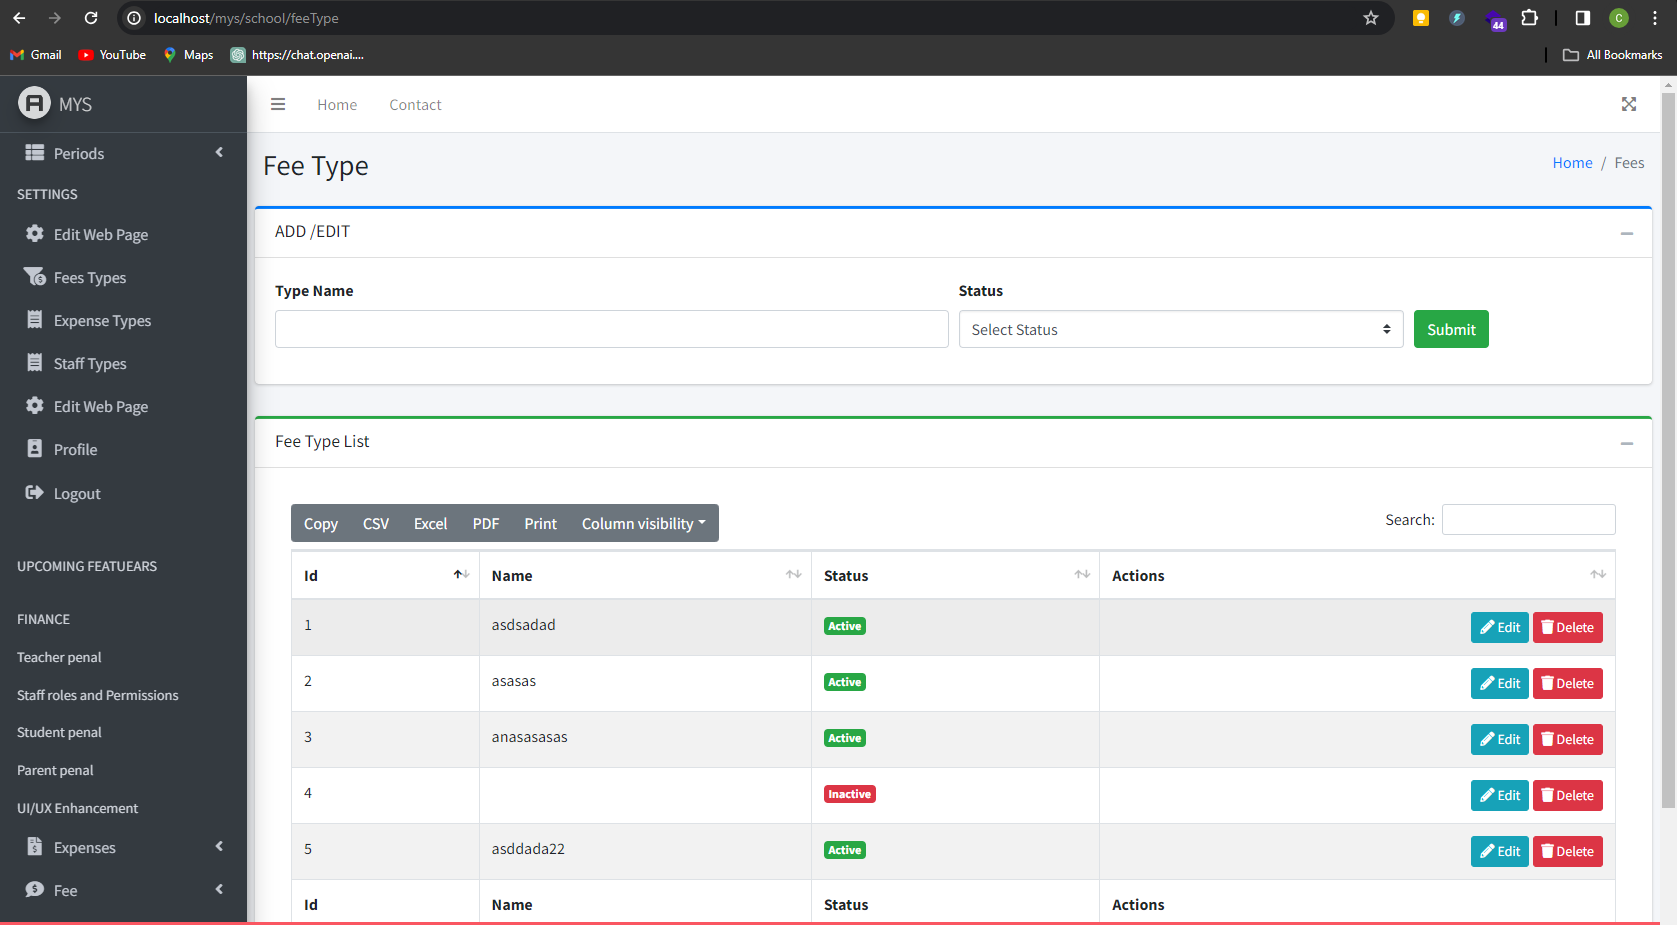 localhost/mys/school/feeType
44
C
Gmail YouTube Maps https://chat.openai.... All Bookmarks
MYS
Home Contact
Periods
SETTINGS
Edit Web Page
Fees Types
Expense Types
Staff Types
Edit Web Page
Profile
Logout
UPCOMING FEATUEARS
FINANCE
Teacher penal
Staff roles and Permissions
Student penal
Parent penal
UI/UX Enhancement
Expenses
Fee
Fee Type
Home / Fees
ADD /EDIT
Type Name Status
Select Status Submit
Fee Type List
Copy CSV Excel PDF Print Column visibility Search:
Id Name Status Actions
1 asdsadad Active Edit Delete
2 asasas Active Edit Delete
3 anasasasas Active Edit Delete
4 Inactive Edit Delete
5 asddada22 Active Edit Delete
Id Name Status Actions